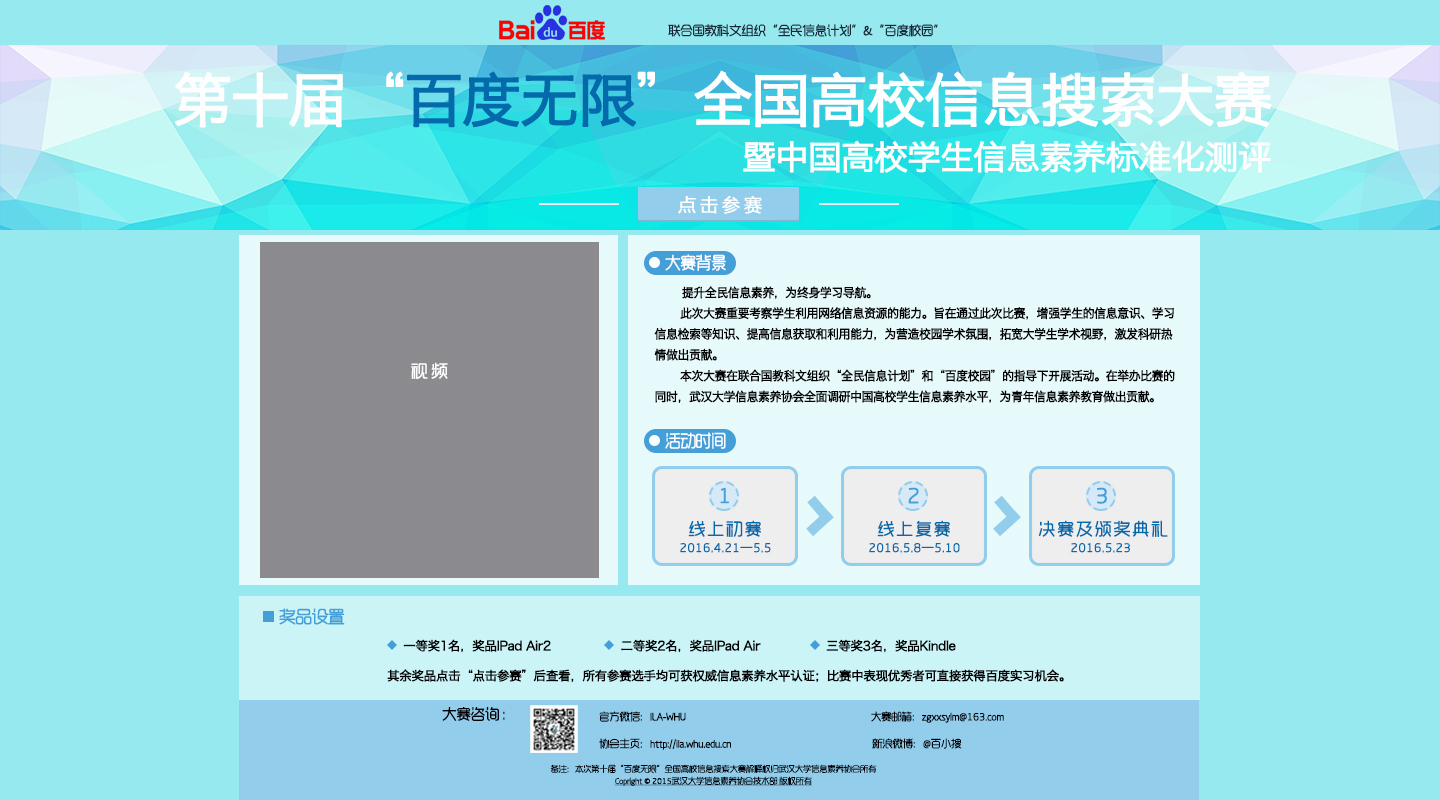 Bai du 百度
联合国教科文组织“全民信息计划”&“百度校园”
第十届“百度无限”全国高校信息搜索大赛
暨中国高校学生信息素养标准化测评
点击参赛
视频
大赛背景
提升全民信息素养，为终身学习导航。
此次大赛重要考察学生利用网络信息资源的能力。旨在通过此次比赛，增强学生的信息意识、学习
信息检索等知识、提高信息获取和利用能力，为营造校园学术氛围，拓宽大学生学术视野，激发科研热
情做出贡献。
本次大赛在联合国教科文组织“全民信息计划”和“百度校园”的指导下开展活动。在举办比赛的
同时，武汉大学信息素养协会全面调研中国高校学生信息素养水平，为青年信息素养教育做出贡献。
活动时间
1
线上初赛
2016.4.21—5.5
2
线上复赛
2016.5.8—5.10
3
决赛及颁奖典礼
2016.5.23
奖品设置
一等奖1名，奖品IPad Air2
二等奖2名，奖品IPad Air
三等奖3名，奖品Kindle
其余奖品点击“点击参赛”后查看，所有参赛选手均可获权威信息素养水平认证；比赛中表现优秀者可直接获得百度实习机会。
大赛咨询：
官方微信：ILA-WHU
大赛邮箱：zgxxsylm@163.com
协会主页：http://ila.whu.edu.cn
新浪微博：@百小搜
备注：本次第十届“百度无限”全国高校信息搜索大赛解释权归武汉大学信息素养协会所有
Copright © 2015武汉大学信息素养协会技术部 版权所有